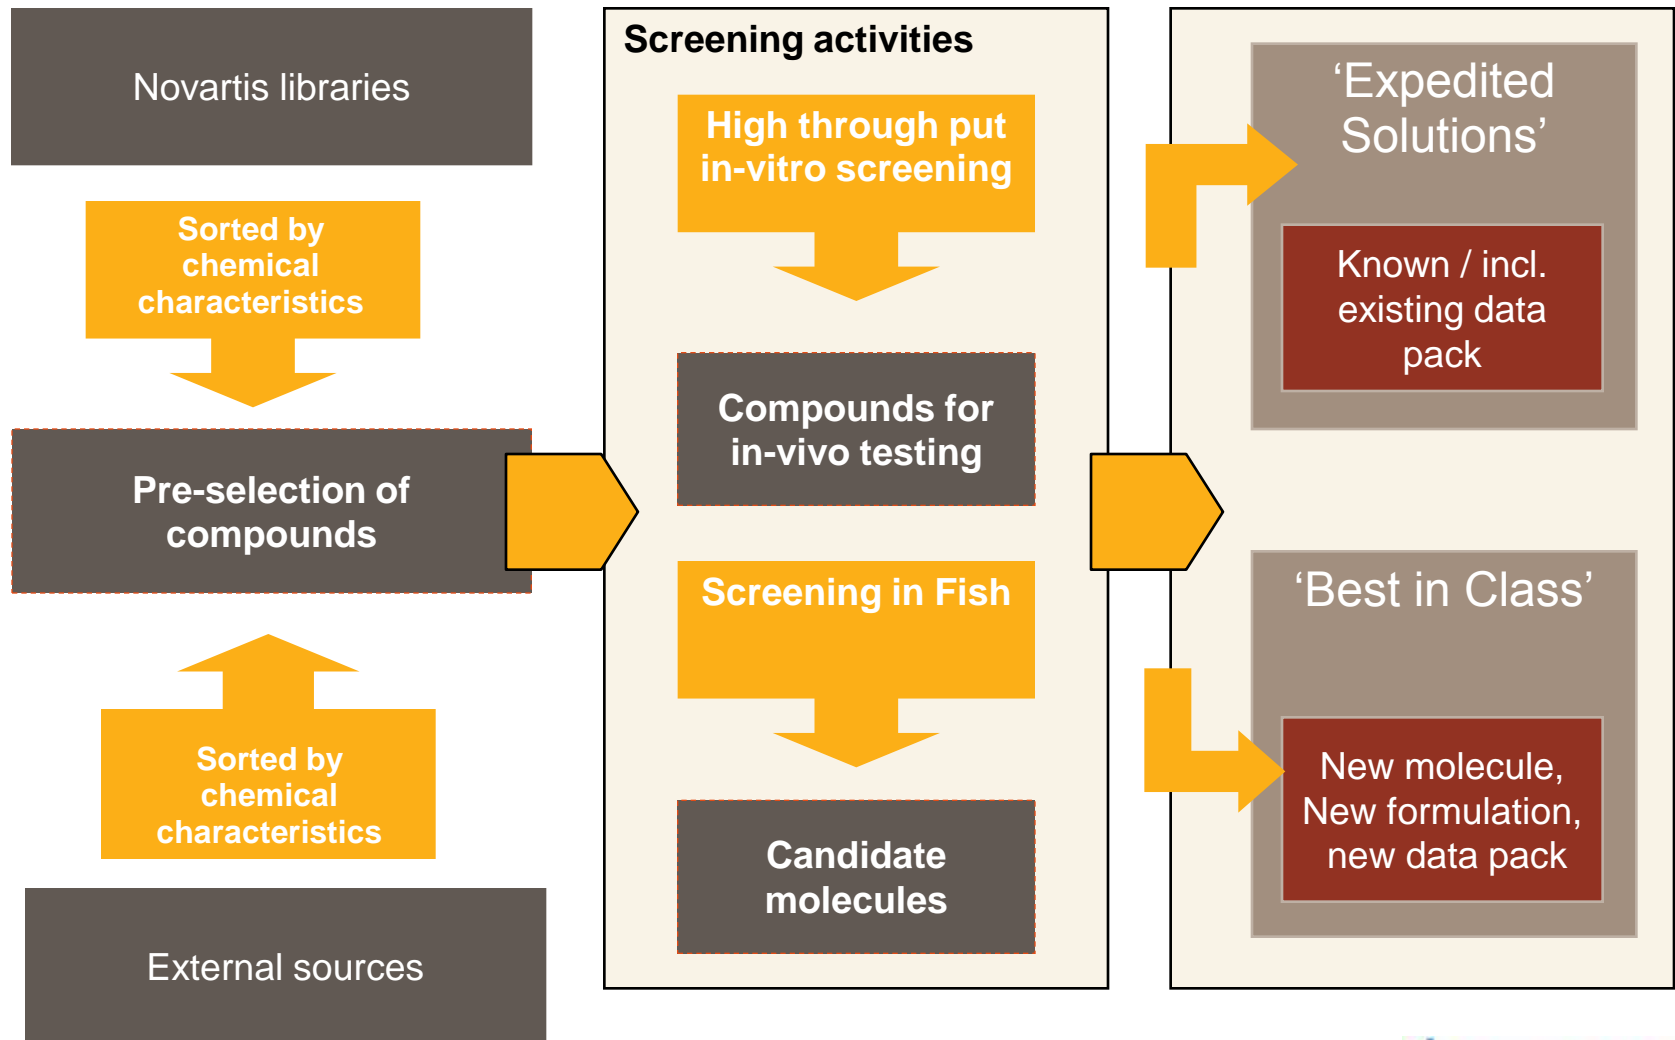 Novartis libraries
Sorted by
chemical
characteristics
Pre-selection of
compounds
Sorted by
chemical
characteristics
External sources
Screening activities
High through put
in-vitro screening
Compounds for
in-vivo testing
Screening in Fish
Candidate
molecules
‘Expedited
Solutions’
Known / incl.
existing data
pack
‘Best in Class’
New molecule,
New formulation,
new data pack